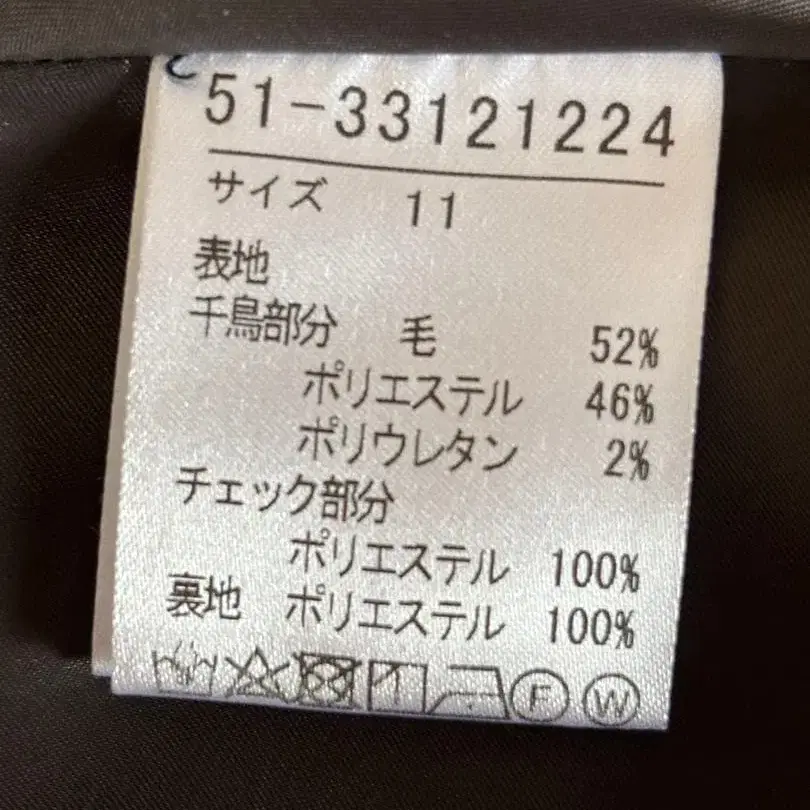 51-33121224
サイズ 11
表地
千鳥部分 毛 52%
ポリエステル 46%
ポリウレタン 2%
チェック部分
ポリエステル 100%
裏地 ポリエステル 100%
F W